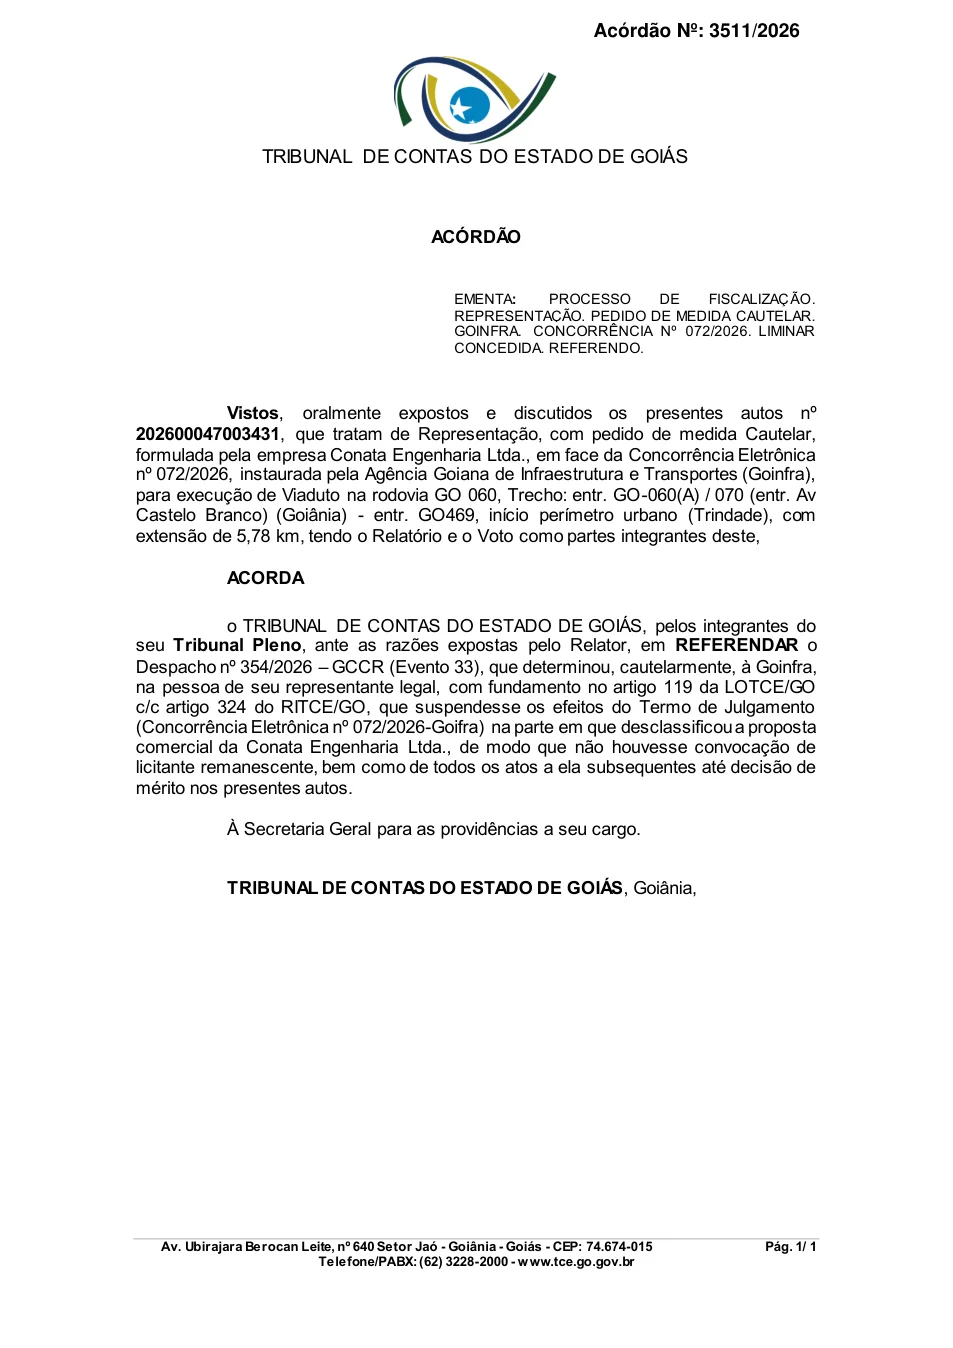 Acórdão Nº: 3511/2026
TRIBUNAL DE CONTAS DO ESTADO DE GOIÁS
ACÓRDÃO
EMENTA: PROCESSO DE FISCALIZAÇÃO.
REPRESENTAÇÃO. PEDIDO DE MEDIDA CAUTELAR.
GOINFRA. CONCORRÊNCIA Nº 072/2026. LIMINAR
CONCEDIDA. REFERENDO.
Vistos, oralmente expostos e discutidos os presentes autos nº
202600047003431, que tratam de Representação, com pedido de medida Cautelar,
formulada pela empresa Conata Engenharia Ltda., em face da Concorrência Eletrônica
nº 072/2026, instaurada pela Agência Goiana de Infraestrutura e Transportes (Goinfra),
para execução de Viaduto na rodovia GO 060, Trecho: entr. GO-060(A) / 070 (entr. Av
Castelo Branco) (Goiânia) - entr. GO469, início perímetro urbano (Trindade), com
extensão de 5,78 km, tendo o Relatório e o Voto como partes integrantes deste,
ACORDA
o TRIBUNAL DE CONTAS DO ESTADO DE GOIÁS, pelos integrantes do
seu Tribunal Pleno, ante as razões expostas pelo Relator, em REFERENDAR o
Despacho nº 354/2026 – GCCR (Evento 33), que determinou, cautelarmente, à Goinfra,
na pessoa de seu representante legal, com fundamento no artigo 119 da LOTCE/GO
c/c artigo 324 do RITCE/GO, que suspendesse os efeitos do Termo de Julgamento
(Concorrência Eletrônica nº 072/2026-Goifra) na parte em que desclassificou a proposta
comercial da Conata Engenharia Ltda., de modo que não houvesse convocação de
licitante remanescente, bem como de todos os atos a ela subsequentes até decisão de
mérito nos presentes autos.
À Secretaria Geral para as providências a seu cargo.
TRIBUNAL DE CONTAS DO ESTADO DE GOIÁS, Goiânia,
Av. Ubirajara Berocan Leite, nº 640 Setor Jaó - Goiânia - Goiás - CEP: 74.674-015 Pág. 1/ 1
Telefone/PABX: (62) 3228-2000 - www.tce.go.gov.br